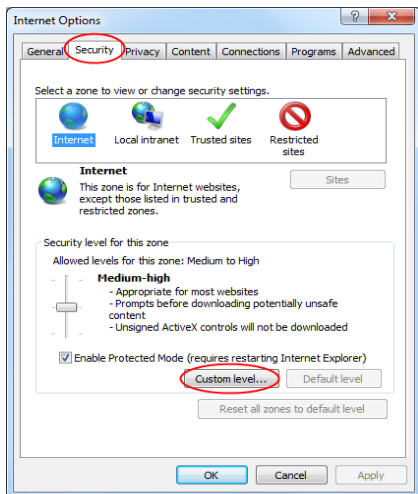 Internet Options
General Security Privacy Content Connections Programs Advanced
Select a zone to view or change security settings.
Internet Local intranet Trusted sites Restricted
sites
Internet
Sites
This zone is for Internet websites,
except those listed in trusted and
restricted zones.
Security level for this zone
Allowed levels for this zone: Medium to High
Medium-high
- Appropriate for most websites
- Prompts before downloading potentially unsafe
content
- Unsigned ActiveX controls will not be downloaded
Enable Protected Mode (requires restarting Internet Explorer)
Custom level... Default level
Reset all zones to default level
OK Cancel Apply